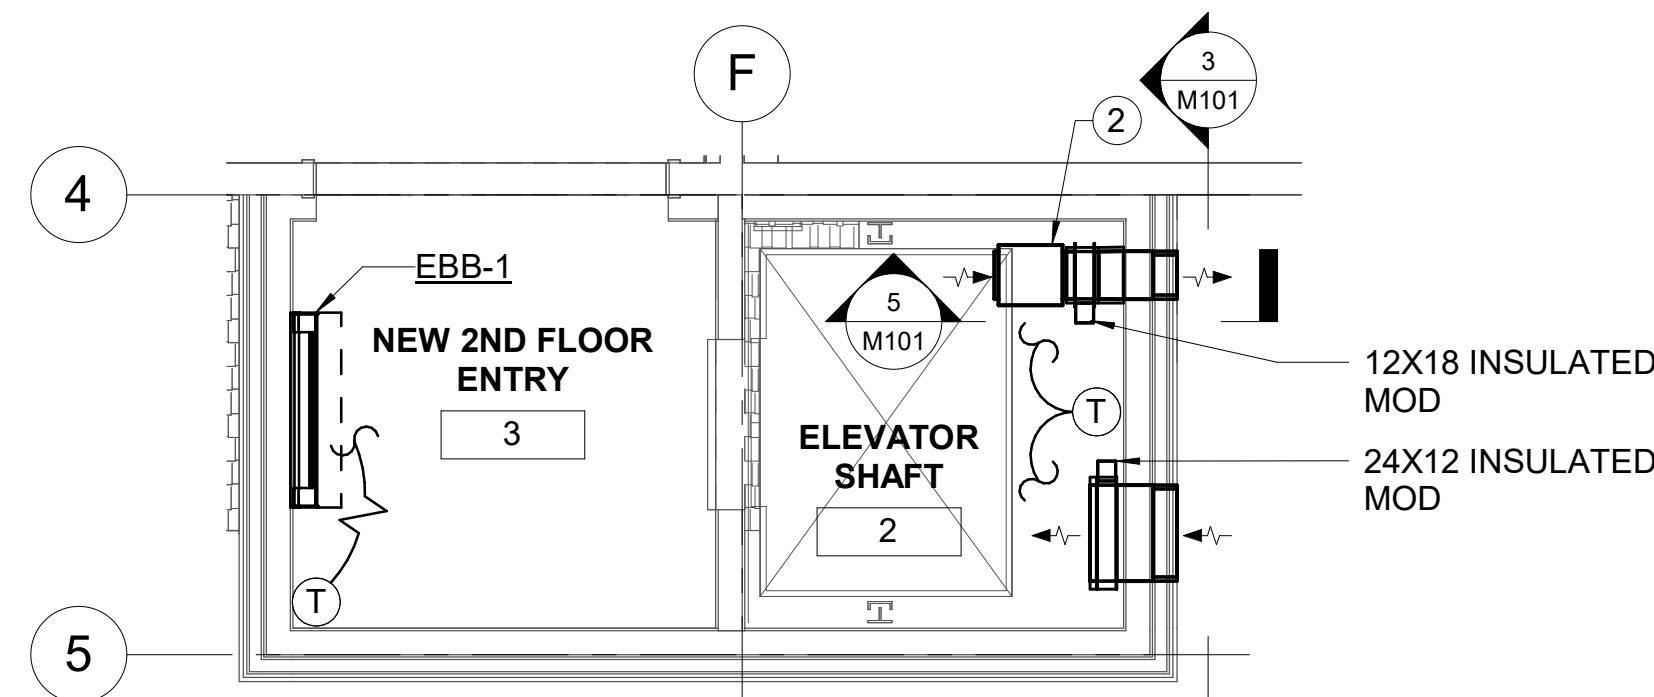 F
3
M101
2
4
EBB-1
NEW 2ND FLOOR
ENTRY
3
5
M101
12X18 INSULATED
MOD
T
ELEVATOR
SHAFT
24X12 INSULATED
MOD
2
T
5